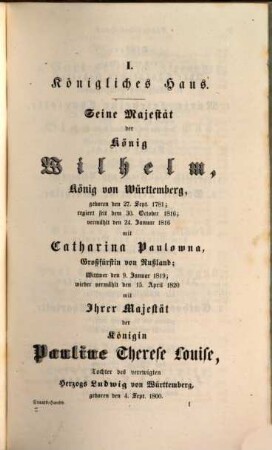 I.
Königliches Haus.
Seine Majestät
der
König
Wilhelm,
König von Württemberg,
geboren den 27. Sept. 1781;
regiert seit dem 30. October 1816;
vermählt den 24. Januar 1816
mit
Catharina Paulowna,
Großfürstin von Rußland;
Wittwer den 9. Januar 1819;
wieder vermählt den 15. April 1820
mit
Ihrer Majestät
der
Königin
Pauline Therese Louise,
Tochter des verewigten
Herzogs Ludwig von Württemberg,
geboren den 4. Sept. 1800.